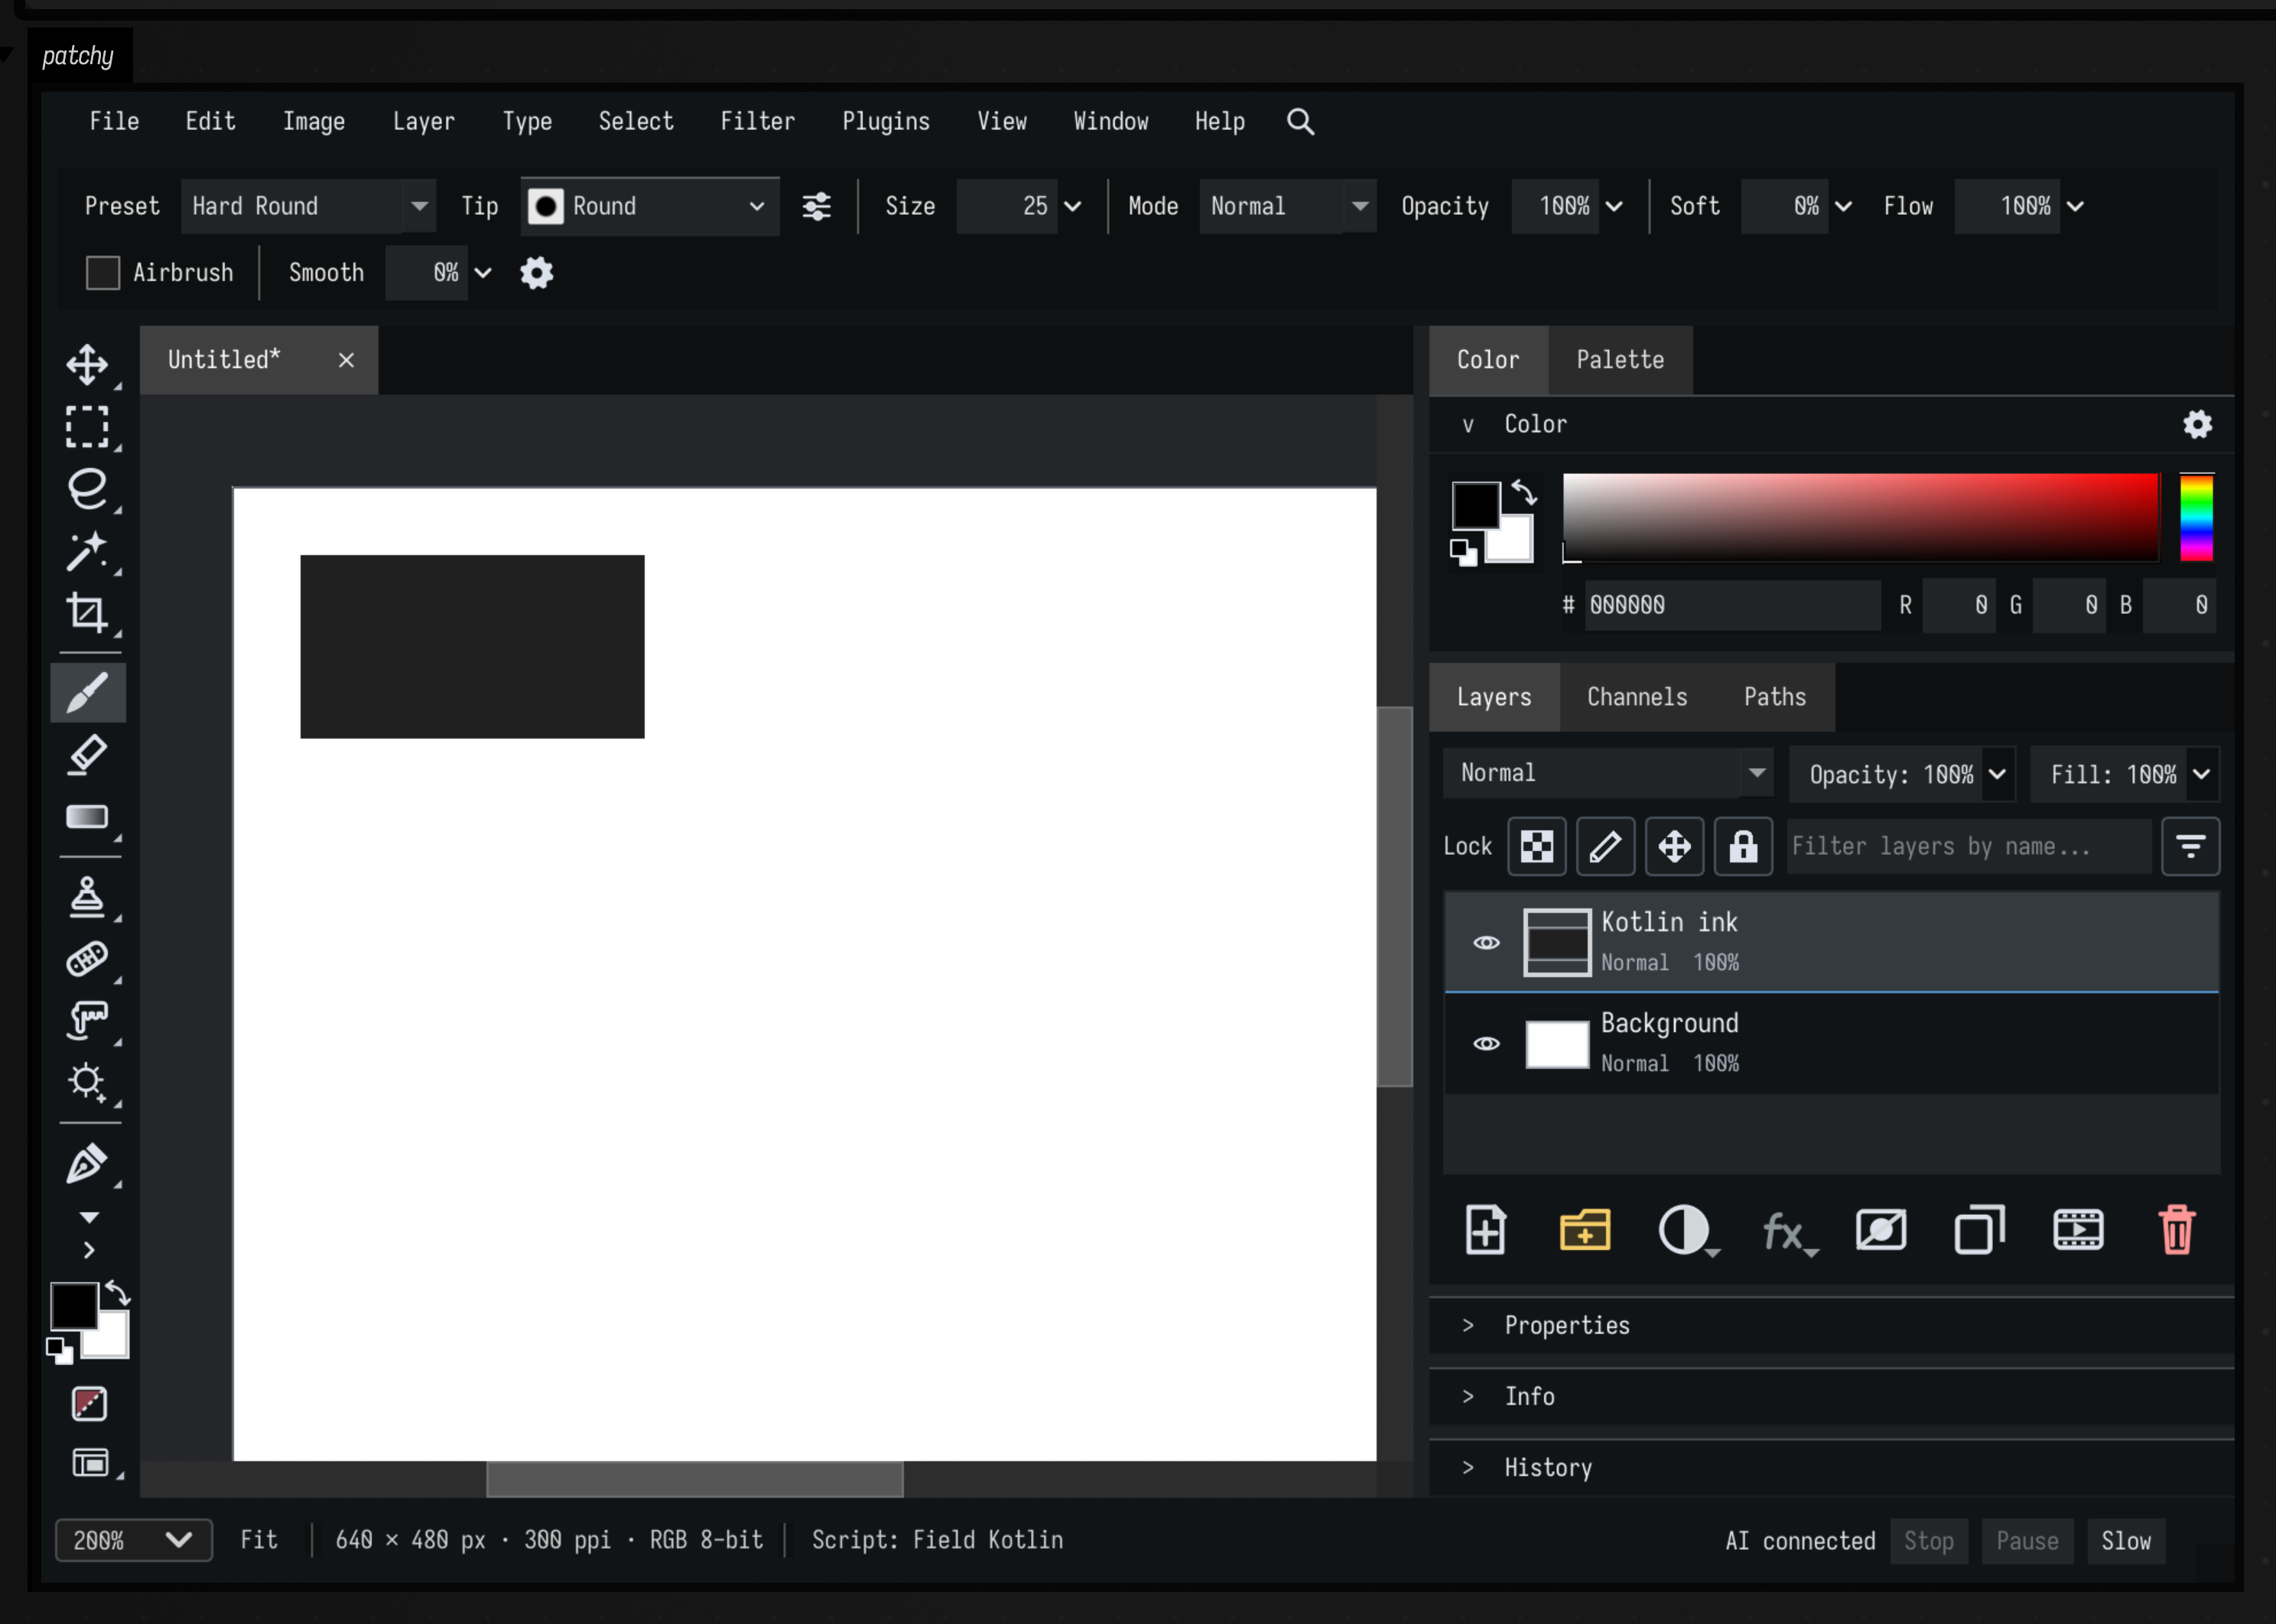 patchy
File Edit Image Layer Type Select Filter Plugins View Window Help
Preset Hard Round Tip Round Size 25 Mode Normal Opacity 100% Soft 0% Flow 100%
Airbrush Smooth 0%
Untitled* ×
Color Palette
v Color
# 000000 R 0 G 0 B 0
Layers Channels Paths
Normal Opacity: 100% Fill: 100%
Lock Filter layers by name...
Kotlin ink
Normal 100%
Background
Normal 100%
fx
> Properties
> Info
> History
200% Fit 640 × 480 px · 300 ppi · RGB 8-bit Script: Field Kotlin AI connected Stop Pause Slow